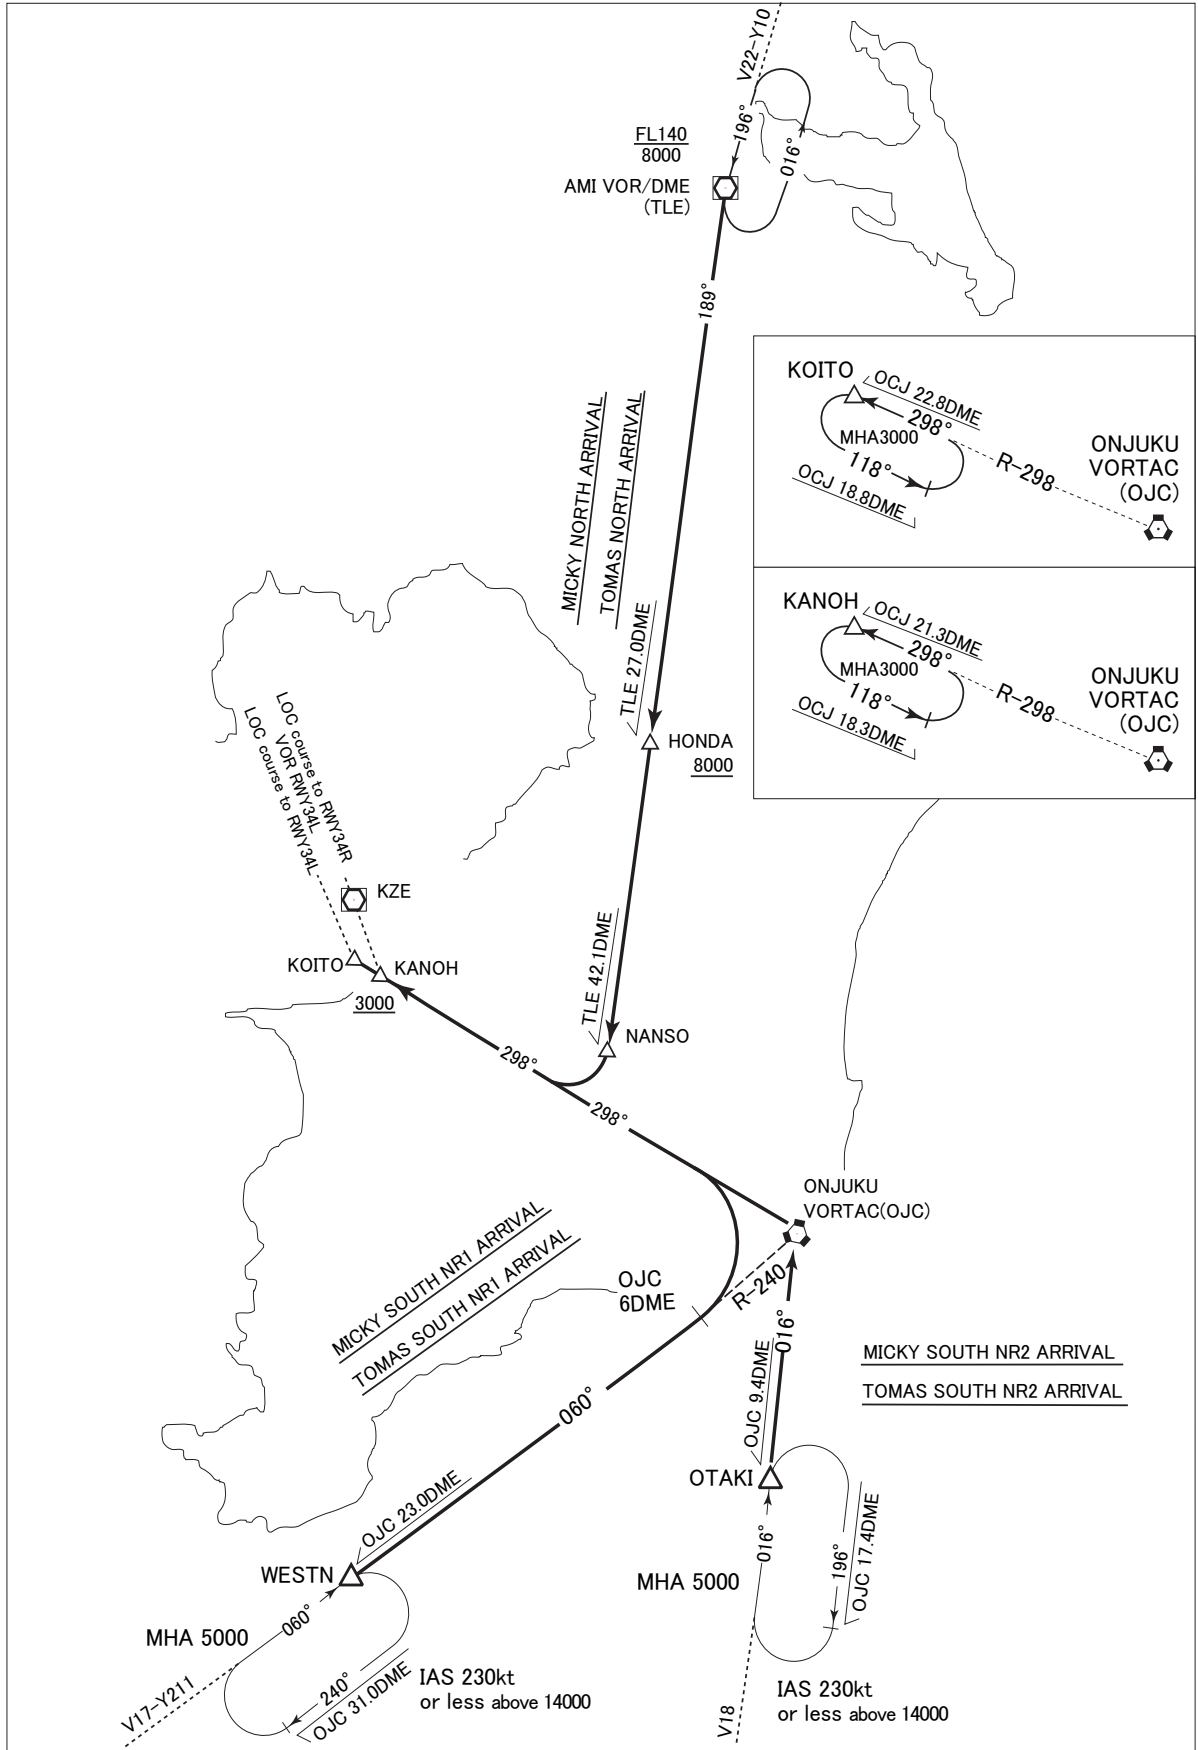 V22-Y10
196°
016°
FL140
8000
AMI VOR/DME
(TLE)
189°
MICKY NORTH ARRIVAL
TOMAS NORTH ARRIVAL
TLE 27.0DME
HONDA
8000
KOITO
OCJ 22.8DME
298°
MHA3000
118°
OCJ 18.8DME
R-298
ONJUKU
VORTAC
(OJC)
KANOH
OCJ 21.3DME
298°
MHA3000
118°
OCJ 18.3DME
R-298
ONJUKU
VORTAC
(OJC)
LOC course to RWY34R
VOR RWY34L
LOC course to RWY34L
KZE
KOITO
KANOH
3000
TLE 42.1DME
NANSO
298°
298°
ONJUKU
VORTAC(OJC)
MICKY SOUTH NR1 ARRIVAL
TOMAS SOUTH NR1 ARRIVAL
OJC
6DME
R-240
016°
OJC 9.4DME
MICKY SOUTH NR2 ARRIVAL
TOMAS SOUTH NR2 ARRIVAL
060°
OTAKI
OJC 23.0DME
WESTN
016°
196°
OJC 17.4DME
MHA 5000
060°
MHA 5000
240°
OJC 31.0DME
IAS 230kt
or less above 14000
V17-Y211
IAS 230kt
or less above 14000
V18